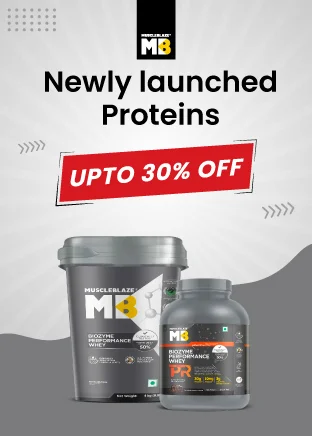 MUSCLEBLAZE
MB
Newly launched
Proteins
UPTO 30% OFF
MUSCLEBLAZE
MB
BIOZYME
PERFORMANCE
WHEY
50%
MUSCLEBLAZE
MB
BIOZYME
PERFORMANCE
WHEY
PR